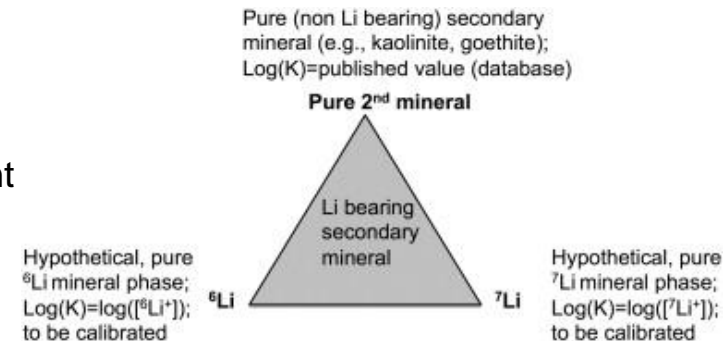 Pure (non Li bearing) secondary
mineral (e.g., kaolinite, goethite);
Log(K)=published value (database)
Pure 2nd mineral
nt
Li bearing
secondary
mineral
Hypothetical, pure
⁶Li mineral phase;
Log(K)=log([⁶Li⁺]);
to be calibrated
⁶Li
⁷Li
Hypothetical, pure
⁷Li mineral phase;
Log(K)=log([⁷Li⁺]);
to be calibrated